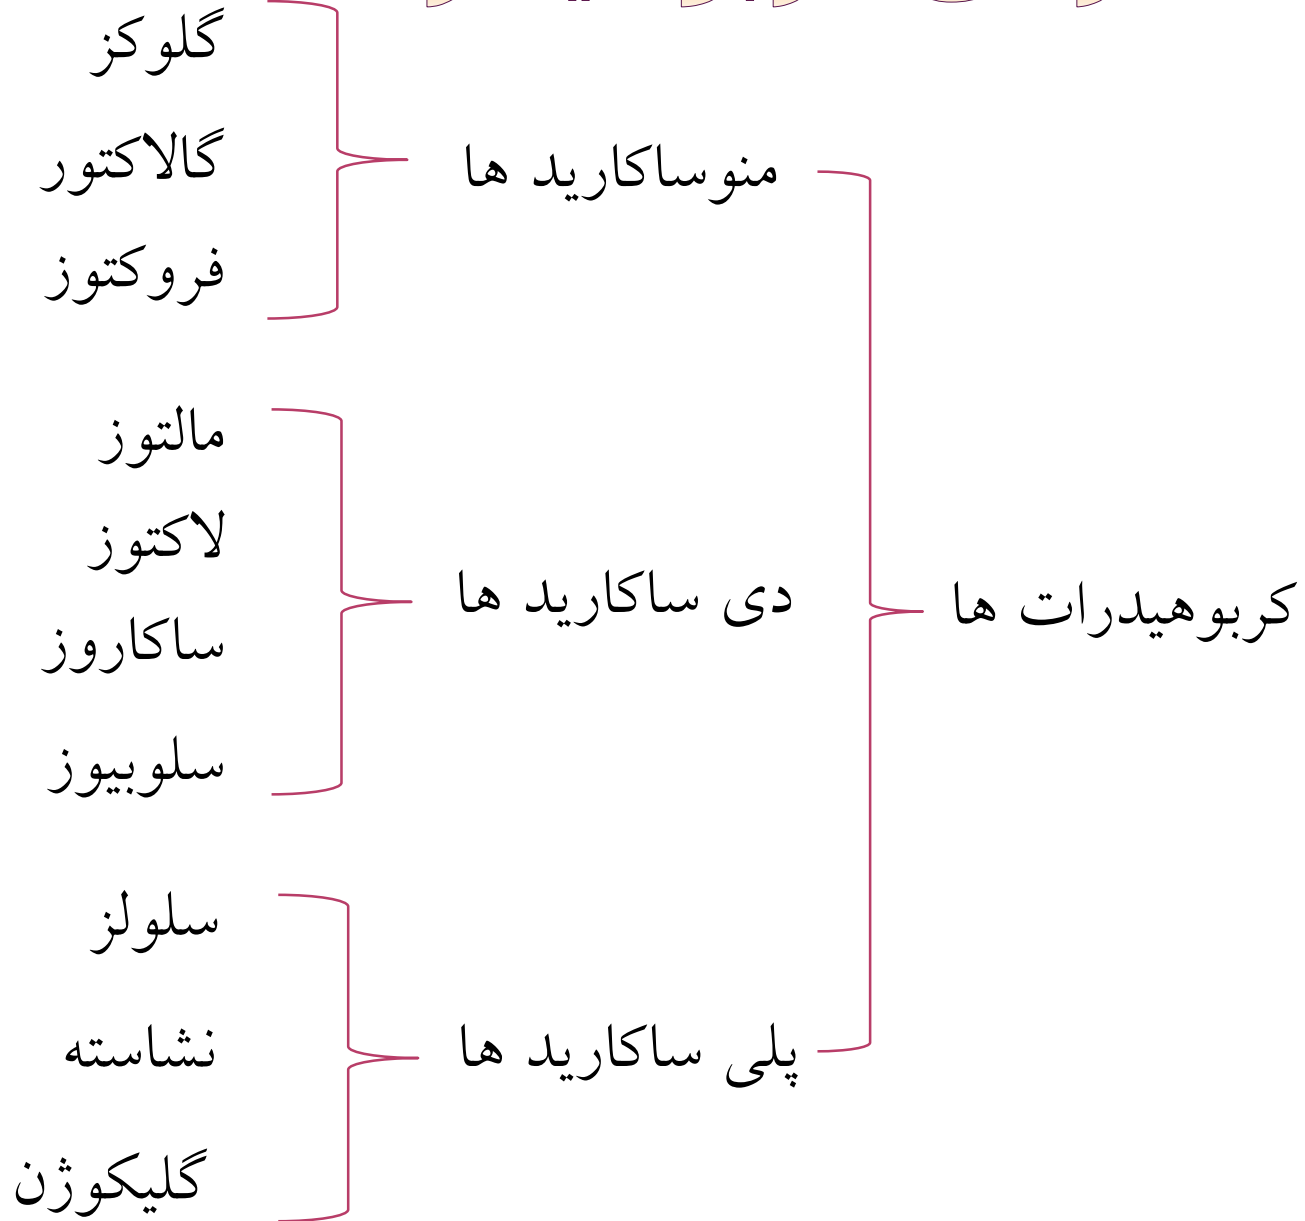 کربوهیدرات ها
منوساکارید ها
گلوکز
گالاکتور
فروکتوز
دی ساکارید ها
مالتوز
لاکتوز
ساکاروز
سلوبیوز
پلی ساکارید ها
سلولز
نشاسته
گلیکوژن